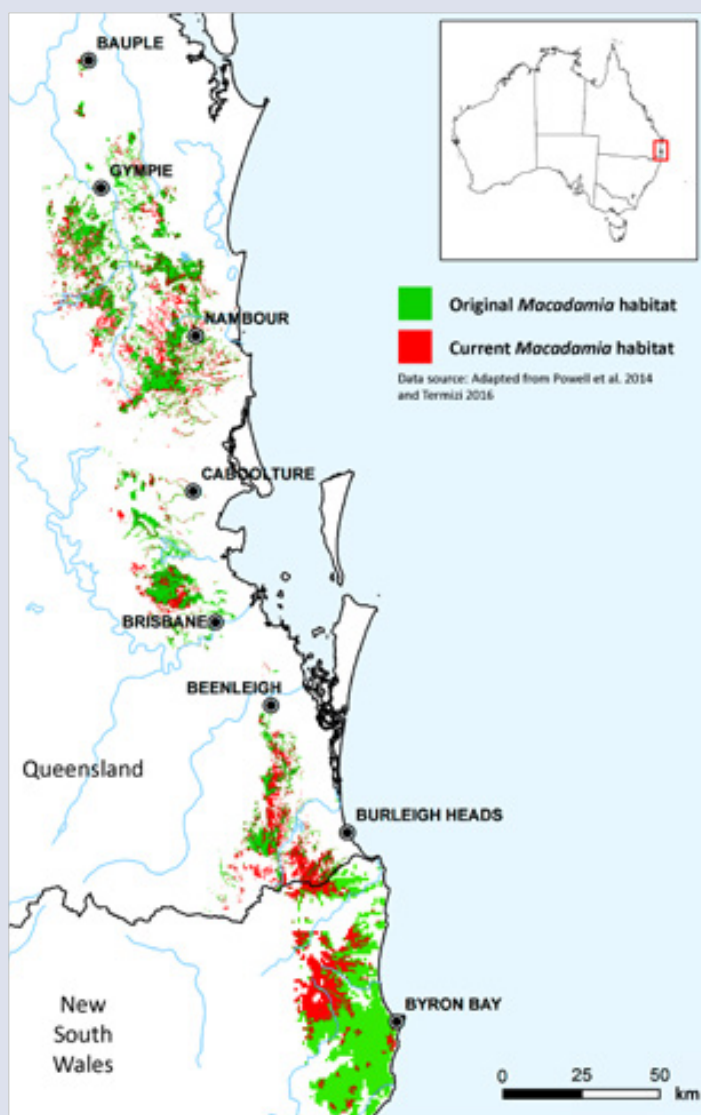 BAUPLE
GYMPIE
NAMBOUR
Original Macadamia habitat
Current Macadamia habitat
Data source: Adapted from Powell et al. 2014
and Termizi 2016
CABOOLTURE
BRISBANE
BEENLEIGH
Queensland
BURLEIGH HEADS
New
South
Wales
BYRON BAY
0 25 50
km